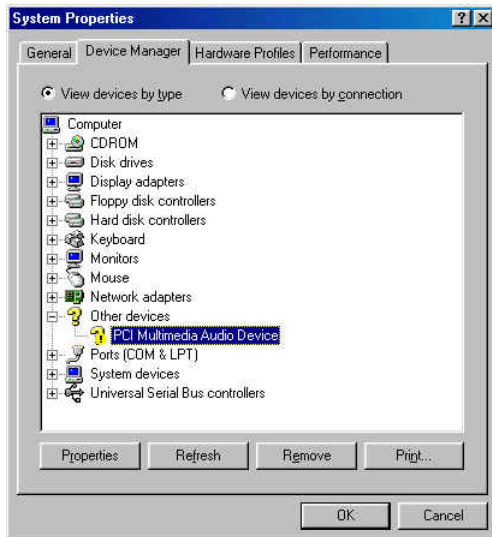 System Properties
General Device Manager Hardware Profiles Performance
View devices by type View devices by connection
Computer
CDROM
Disk drives
Display adapters
Floppy disk controllers
Hard disk controllers
Keyboard
Monitors
Mouse
Network adapters
Other devices
PCI Multimedia Audio Device
Ports (COM & LPT)
System devices
Universal Serial Bus controllers
Properties Refresh Remove Print...
OK Cancel